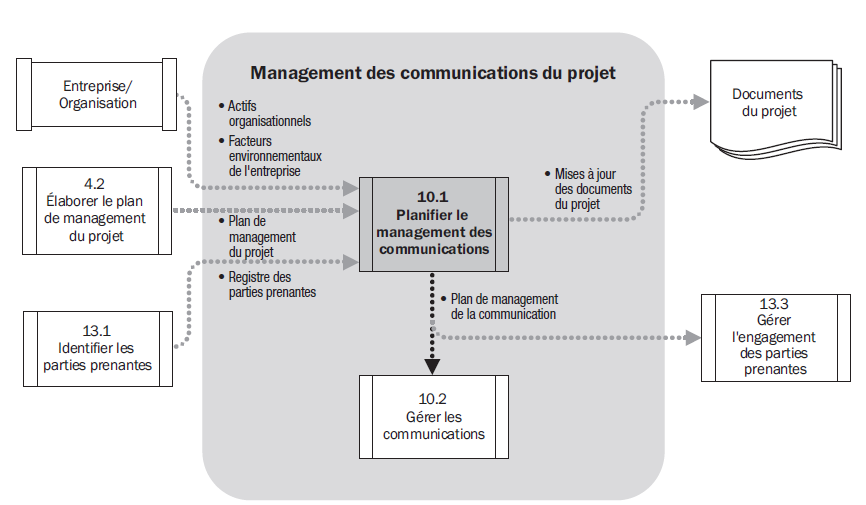 Management des communications du projet
Entreprise/
Organisation
• Actifs
organisationnels
• Facteurs
environnementaux
de l'entreprise
Documents
du projet
4.2
Élaborer le plan
de management
du projet
• Plan de
management
du projet
10.1
Planifier le
management des
communications
• Mises à jour
des documents
du projet
• Registre des
parties prenantes
13.1
Identifier les
parties prenantes
• Plan de management
de la communication
13.3
Gérer
l'engagement
des parties
prenantes
10.2
Gérer les
communications